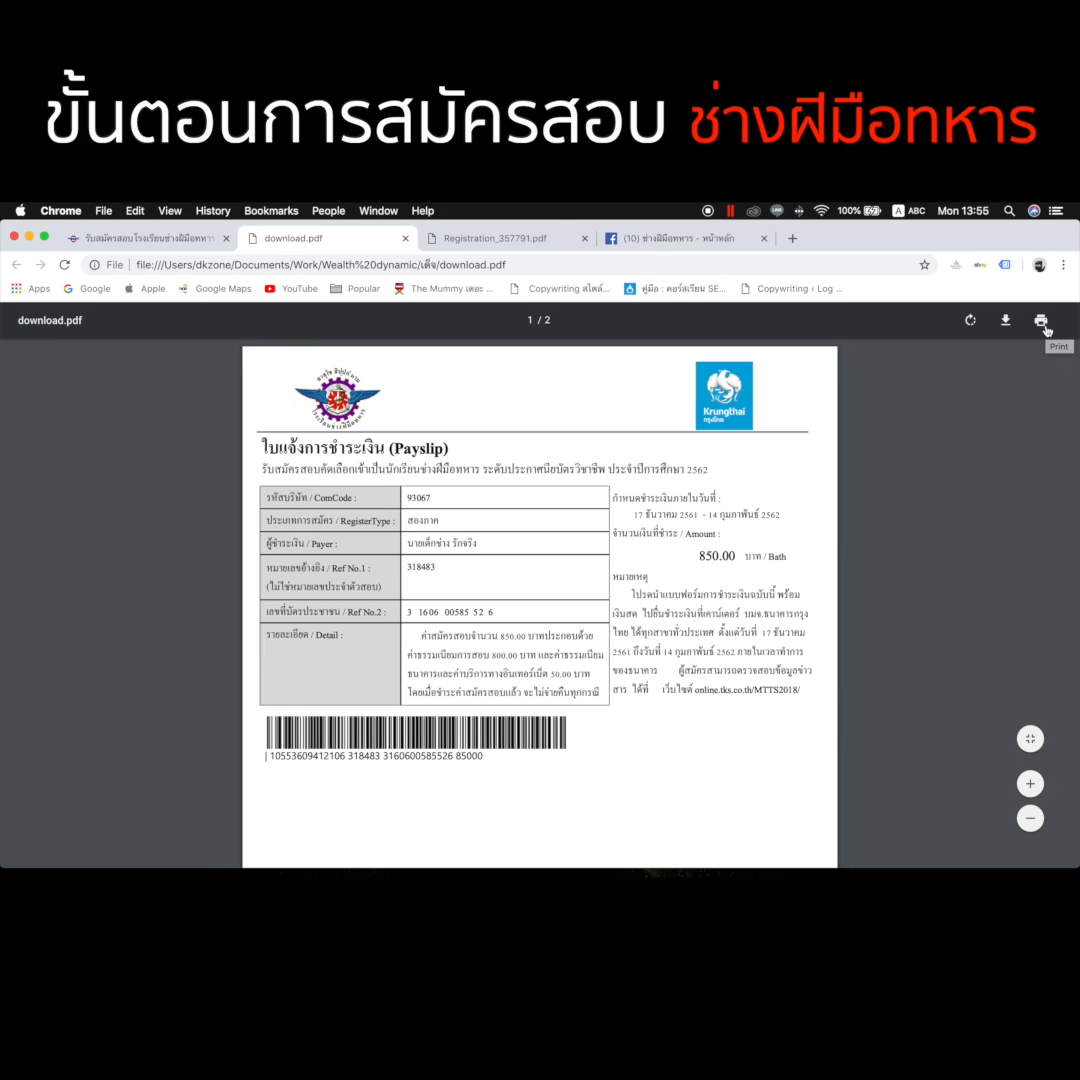 ขั้นตอนการสมัครสอบ ช่างฝีมือทหาร
Chrome File Edit View History Bookmarks People Window Help 100% A ABC Mon 13:55
รับสมัครสอบโรงเรียนช่างฝีมือทหาร download.pdf Registration_357791.pdf (10) ช่างฝีมือทหาร - หน้าหลัก
File file:///Users/dkzone/Documents/Work/Wealth%20dynamic/เด็จ/download.pdf
Apps Google Apple Google Maps YouTube Popular The Mummy เดอะ ... Copywriting สไตล์... คู่มือ : คอร์สเรียน SE... Copywriting ‹ Log ...
download.pdf 1 / 2
Print
Krungthai
กรุงไทย
ใบแจ้งการชำระเงิน (Payslip)
รับสมัครสอบคัดเลือกเข้าเป็นนักเรียนช่างฝีมือทหาร ระดับประกาศนียบัตรวิชาชีพ ประจำปีการศึกษา 2562
รหัสบริษัท / ComCode : 93067
ประเภทการสมัคร / RegisterType : สองภาค
ผู้ชำระเงิน / Payer : นายเด็กช่าง รักจริง
หมายเลขอ้างอิง / Ref No.1 : 318483
(ไม่ใช่หมายเลขประจำตัวสอบ)
เลขที่บัตรประชาชน / Ref No.2 : 3 1606 00585 52 6
รายละเอียด / Detail : ค่าสมัครสอบจำนวน 850.00 บาทประกอบด้วย
ค่าธรรมเนียมการสอบ 800.00 บาท และค่าธรรมเนียม
ธนาคารและค่าบริการทางอินเทอร์เน็ต 50.00 บาท
โดยเมื่อชำระค่าสมัครสอบแล้ว จะไม่จ่ายคืนทุกกรณี
กำหนดชำระเงินภายในวันที่ :
17 ธันวาคม 2561 - 14 กุมภาพันธ์ 2562
จำนวนเงินที่ชำระ / Amount :
850.00 บาท / Bath
หมายเหตุ
โปรดนำแบบฟอร์มการชำระเงินฉบับนี้ พร้อม
เงินสด ไปยื่นชำระเงินที่เคาน์เตอร์ บมจ.ธนาคารกรุง
ไทย ได้ทุกสาขาทั่วประเทศ ตั้งแต่วันที่ 17 ธันวาคม
2561 ถึงวันที่ 14 กุมภาพันธ์ 2562 ภายในเวลาทำการ
ของธนาคาร ผู้สมัครสามารถตรวจสอบข้อมูลข่าว
สาร ได้ที่ เว็บไซต์ online.tks.co.th/MTTS2018/
| 10553609412106 318483 3160600585526 85000